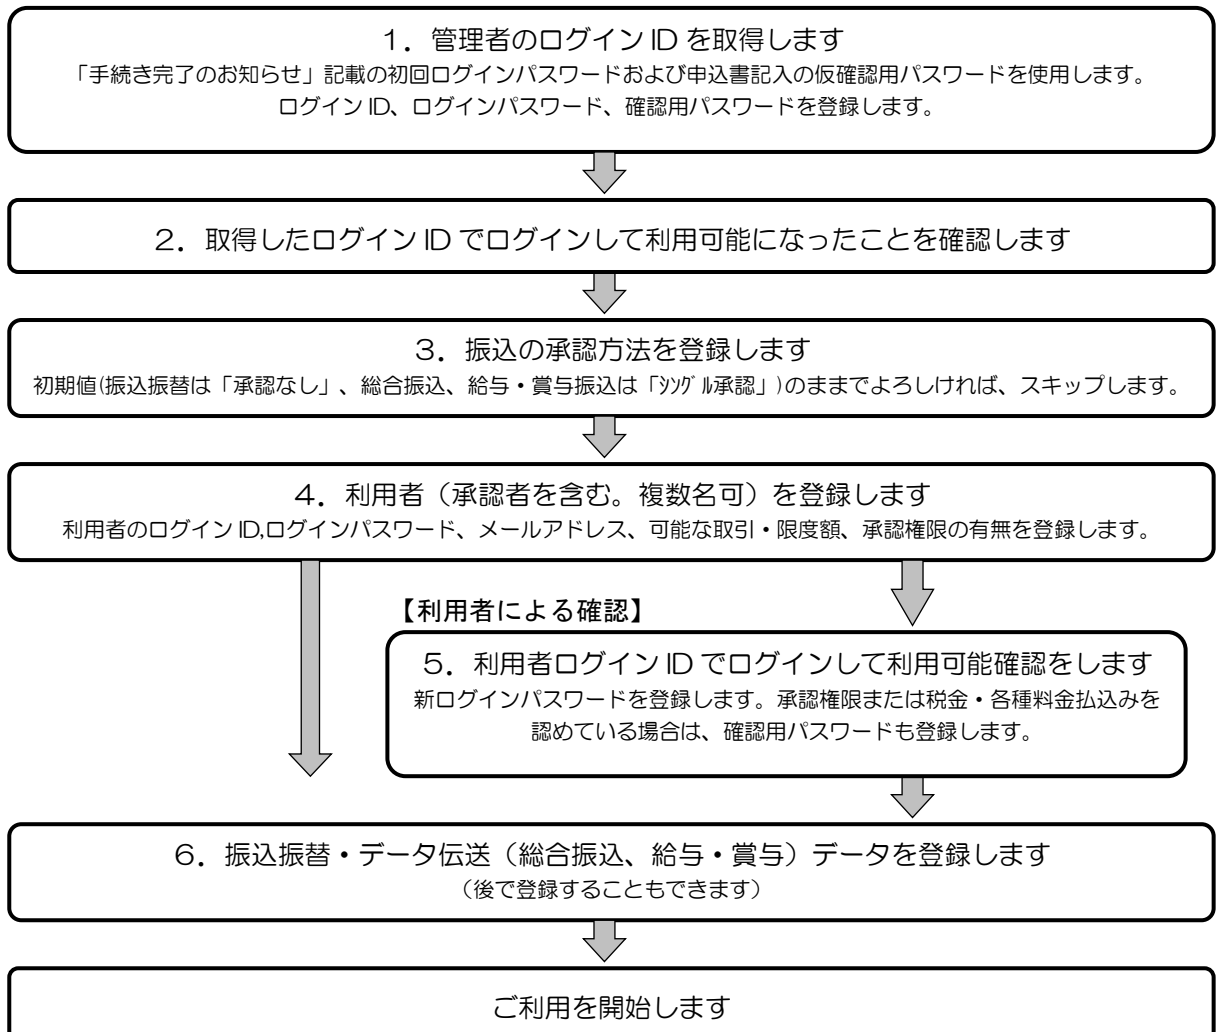 1．管理者のログイン ID を取得します
「手続き完了のお知らせ」記載の初回ログインパスワードおよび申込書記入の仮確認用パスワードを使用します。
ログイン ID、ログインパスワード、確認用パスワードを登録します。
2．取得したログイン ID でログインして利用可能になったことを確認します
3．振込の承認方法を登録します
初期値(振込振替は「承認なし」、総合振込、給与・賞与振込は「ｼﾝｸﾞﾙ承認」)のままでよろしければ、スキップします。
4．利用者（承認者を含む。複数名可）を登録します
利用者のログイン ID,ログインパスワード、メールアドレス、可能な取引・限度額、承認権限の有無を登録します。
【利用者による確認】
5．利用者ログイン ID でログインして利用可能確認をします
新ログインパスワードを登録します。承認権限または税金・各種料金払込みを
認めている場合は、確認用パスワードも登録します。
6．振込振替・データ伝送（総合振込、給与・賞与）データを登録します
（後で登録することもできます）
ご利用を開始します